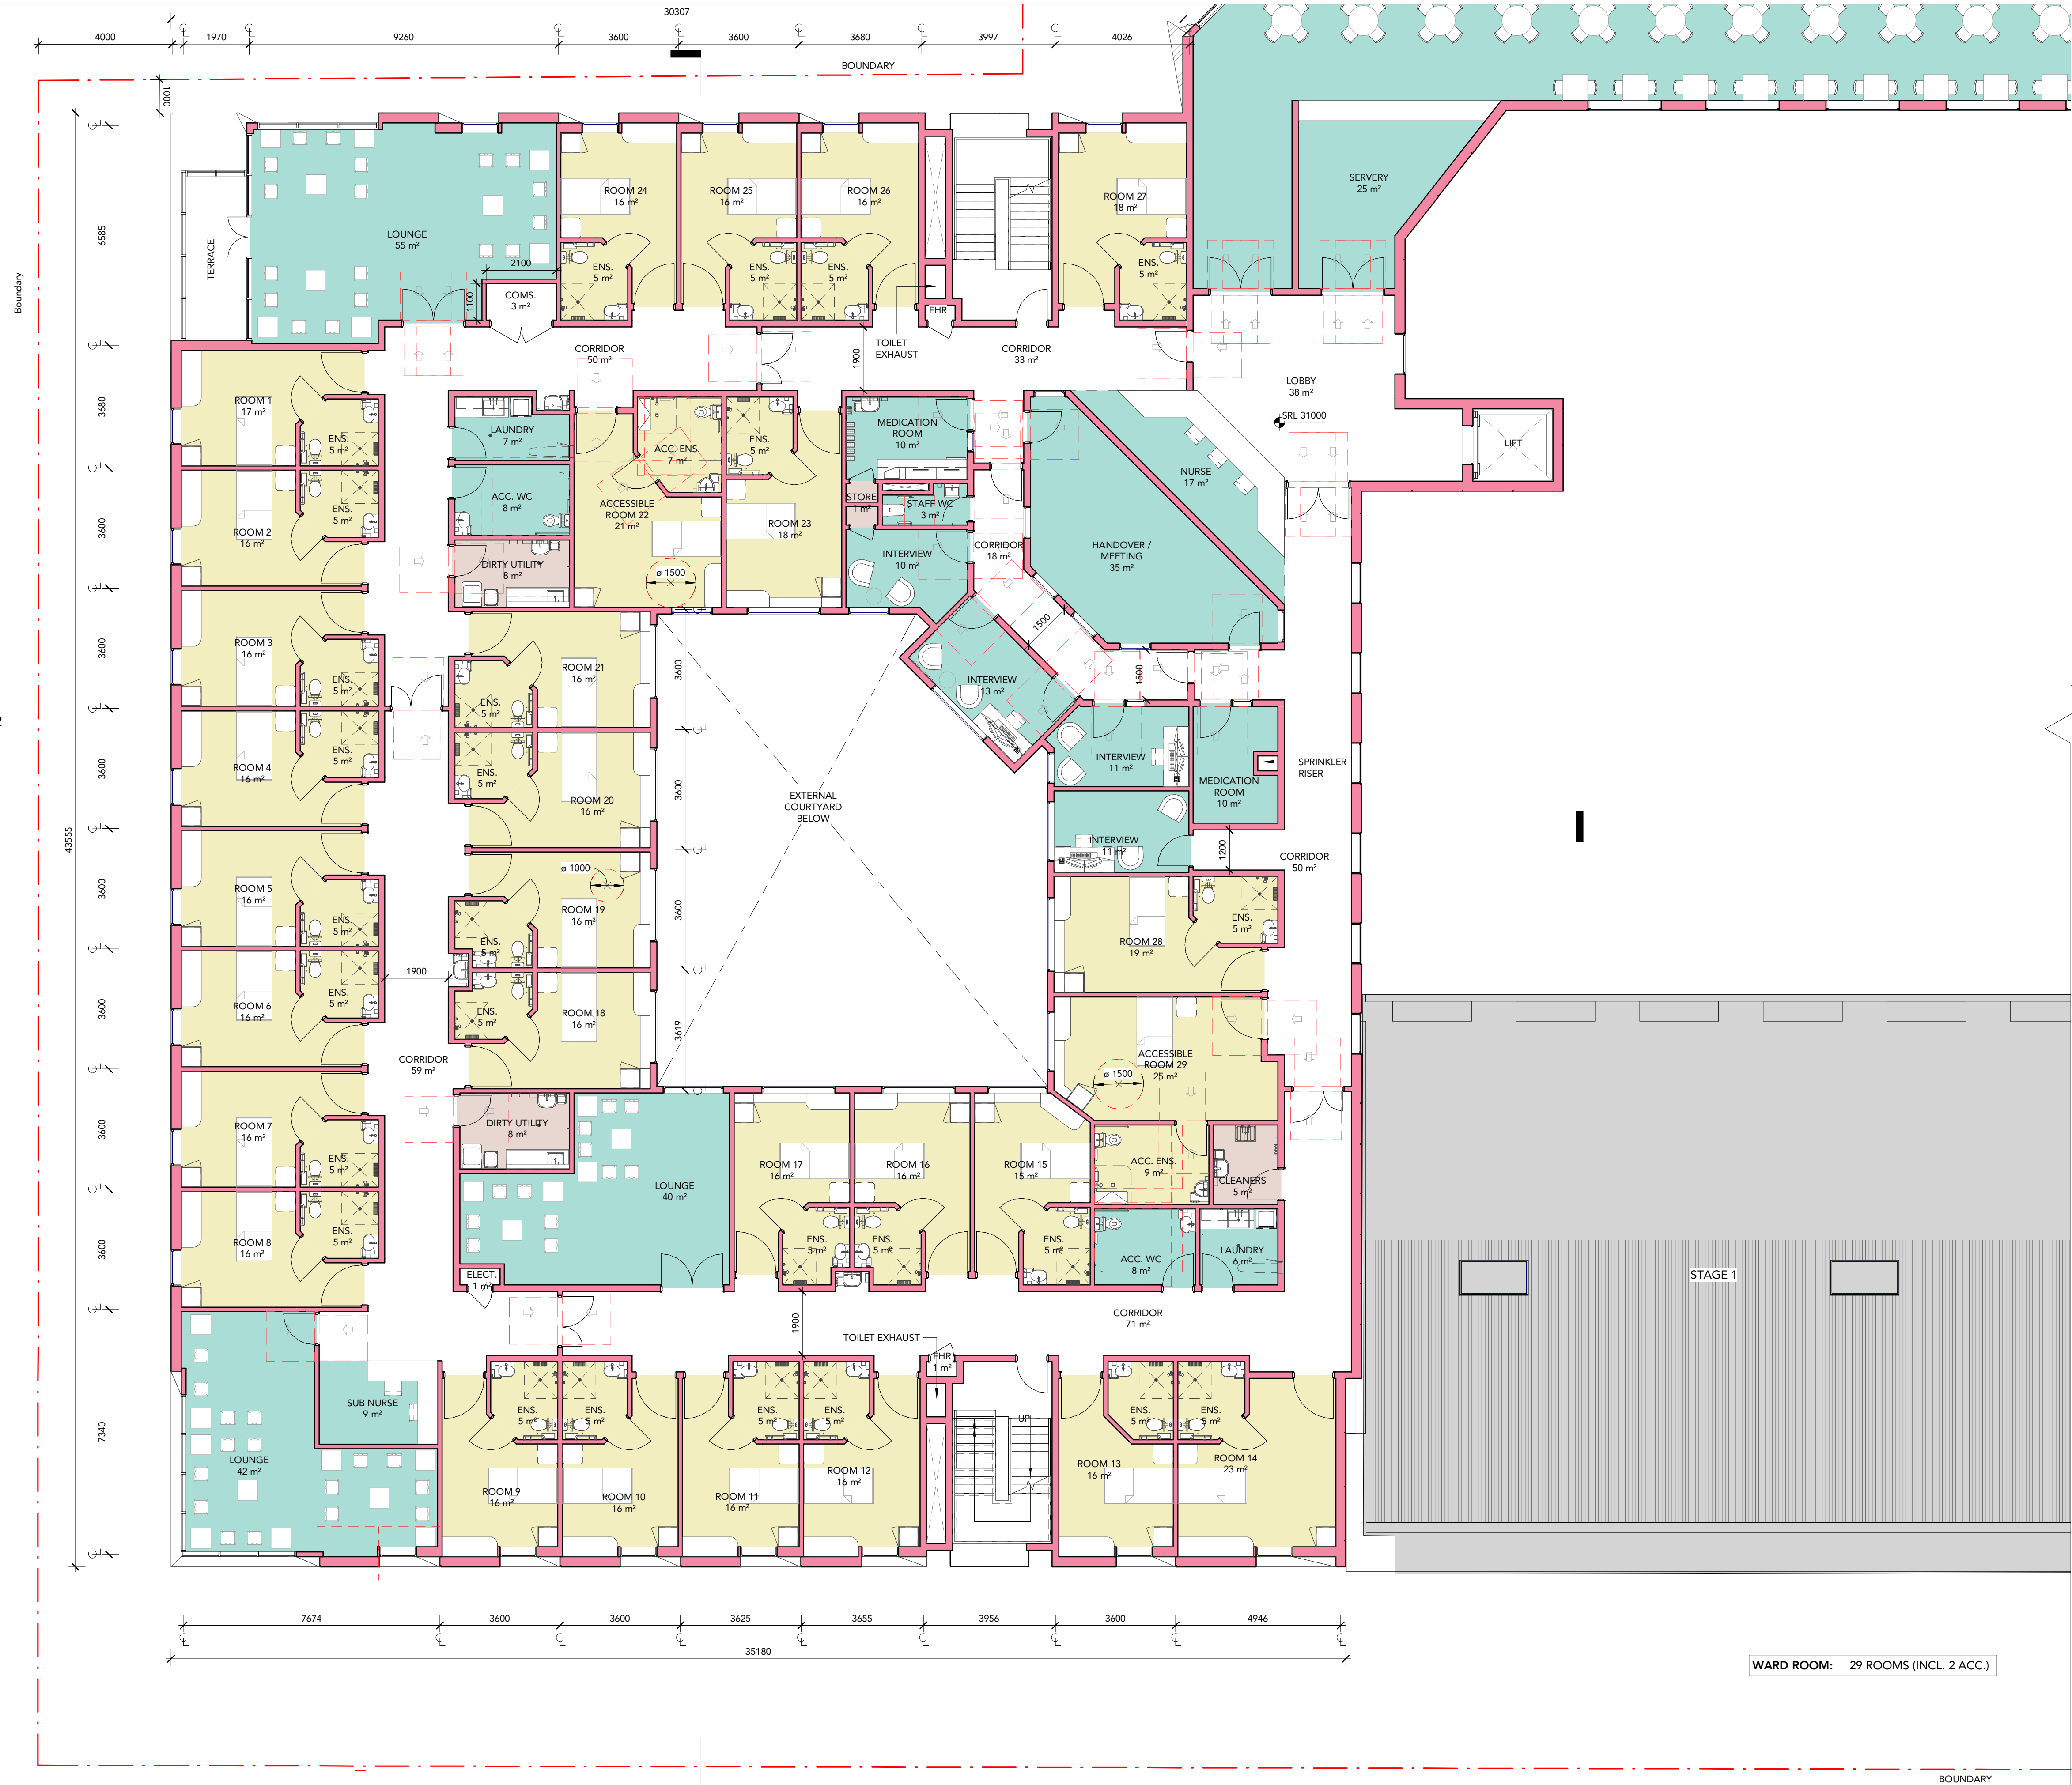 30307
4000
1970
9260
3600
3600
3680
3997
4026
BOUNDARY
1000
Boundary
6585
TERRACE
LOUNGE
55 m²
2100
1100
COMS.
3 m²
ROOM 24
16 m²
ENS.
5 m²
ROOM 25
16 m²
ENS.
5 m²
ROOM 26
16 m²
ENS.
5 m²
FHR
TOILET
EXHAUST
ROOM 27
18 m²
ENS.
5 m²
SERVERY
25 m²
CORRIDOR
50 m²
1900
CORRIDOR
33 m²
LOBBY
38 m²
SRL 31000
LIFT
3680
ROOM 1
17 m²
ENS.
5 m²
LAUNDRY
7 m²
ACC. ENS.
7 m²
ENS.
5 m²
MEDICATION
ROOM
10 m²
NURSE
17 m²
3600
ROOM 2
16 m²
ENS.
5 m²
ACC. WC
8 m²
ACCESSIBLE
ROOM 22
21 m²
ROOM 23
18 m²
STORE
1 m²
STAFF WC
3 m²
CORRIDOR
18 m²
HANDOVER /
MEETING
35 m²
DIRTY UTILITY
8 m²
ø 1500
INTERVIEW
10 m²
1500
3600
ROOM 3
16 m²
ENS.
5 m²
ROOM 21
16 m²
ENS.
5 m²
3600
INTERVIEW
13 m²
1500
3600
ROOM 4
16 m²
ENS.
5 m²
ENS.
5 m²
ROOM 20
16 m²
3600
EXTERNAL
COURTYARD
BELOW
INTERVIEW
11 m²
MEDICATION
ROOM
10 m²
SPRINKLER
RISER
43555
INTERVIEW
11 m²
1200
CORRIDOR
50 m²
3600
ROOM 5
16 m²
ENS.
5 m²
ø 1000
ROOM 19
16 m²
ENS.
5 m²
3600
ROOM 28
19 m²
ENS.
5 m²
1900
3600
ROOM 6
16 m²
ENS.
5 m²
ENS.
5 m²
ROOM 18
16 m²
3619
CORRIDOR
59 m²
ACCESSIBLE
ROOM 29
25 m²
ø 1500
3600
ROOM 7
16 m²
ENS.
5 m²
DIRTY UTILITY
8 m²
LOUNGE
40 m²
ROOM 17
16 m²
ROOM 16
16 m²
ROOM 15
15 m²
ACC. ENS.
9 m²
CLEANERS
5 m²
3600
ROOM 8
16 m²
ENS.
5 m²
ELECT.
1 m²
ENS.
5 m²
ENS.
5 m²
ENS.
5 m²
ACC. WC
8 m²
LAUNDRY
6 m²
STAGE 1
1900
CORRIDOR
71 m²
TOILET EXHAUST
FHR
1 m²
7340
SUB NURSE
9 m²
LOUNGE
42 m²
ENS.
5 m²
ENS.
5 m²
ENS.
5 m²
ENS.
5 m²
UP
ENS.
5 m²
ENS.
5 m²
ROOM 9
16 m²
ROOM 10
16 m²
ROOM 11
16 m²
ROOM 12
16 m²
ROOM 13
16 m²
ROOM 14
23 m²
7674
3600
3600
3625
3655
3956
3600
4946
35180
WARD ROOM: 29 ROOMS (INCL. 2 ACC.)
BOUNDARY